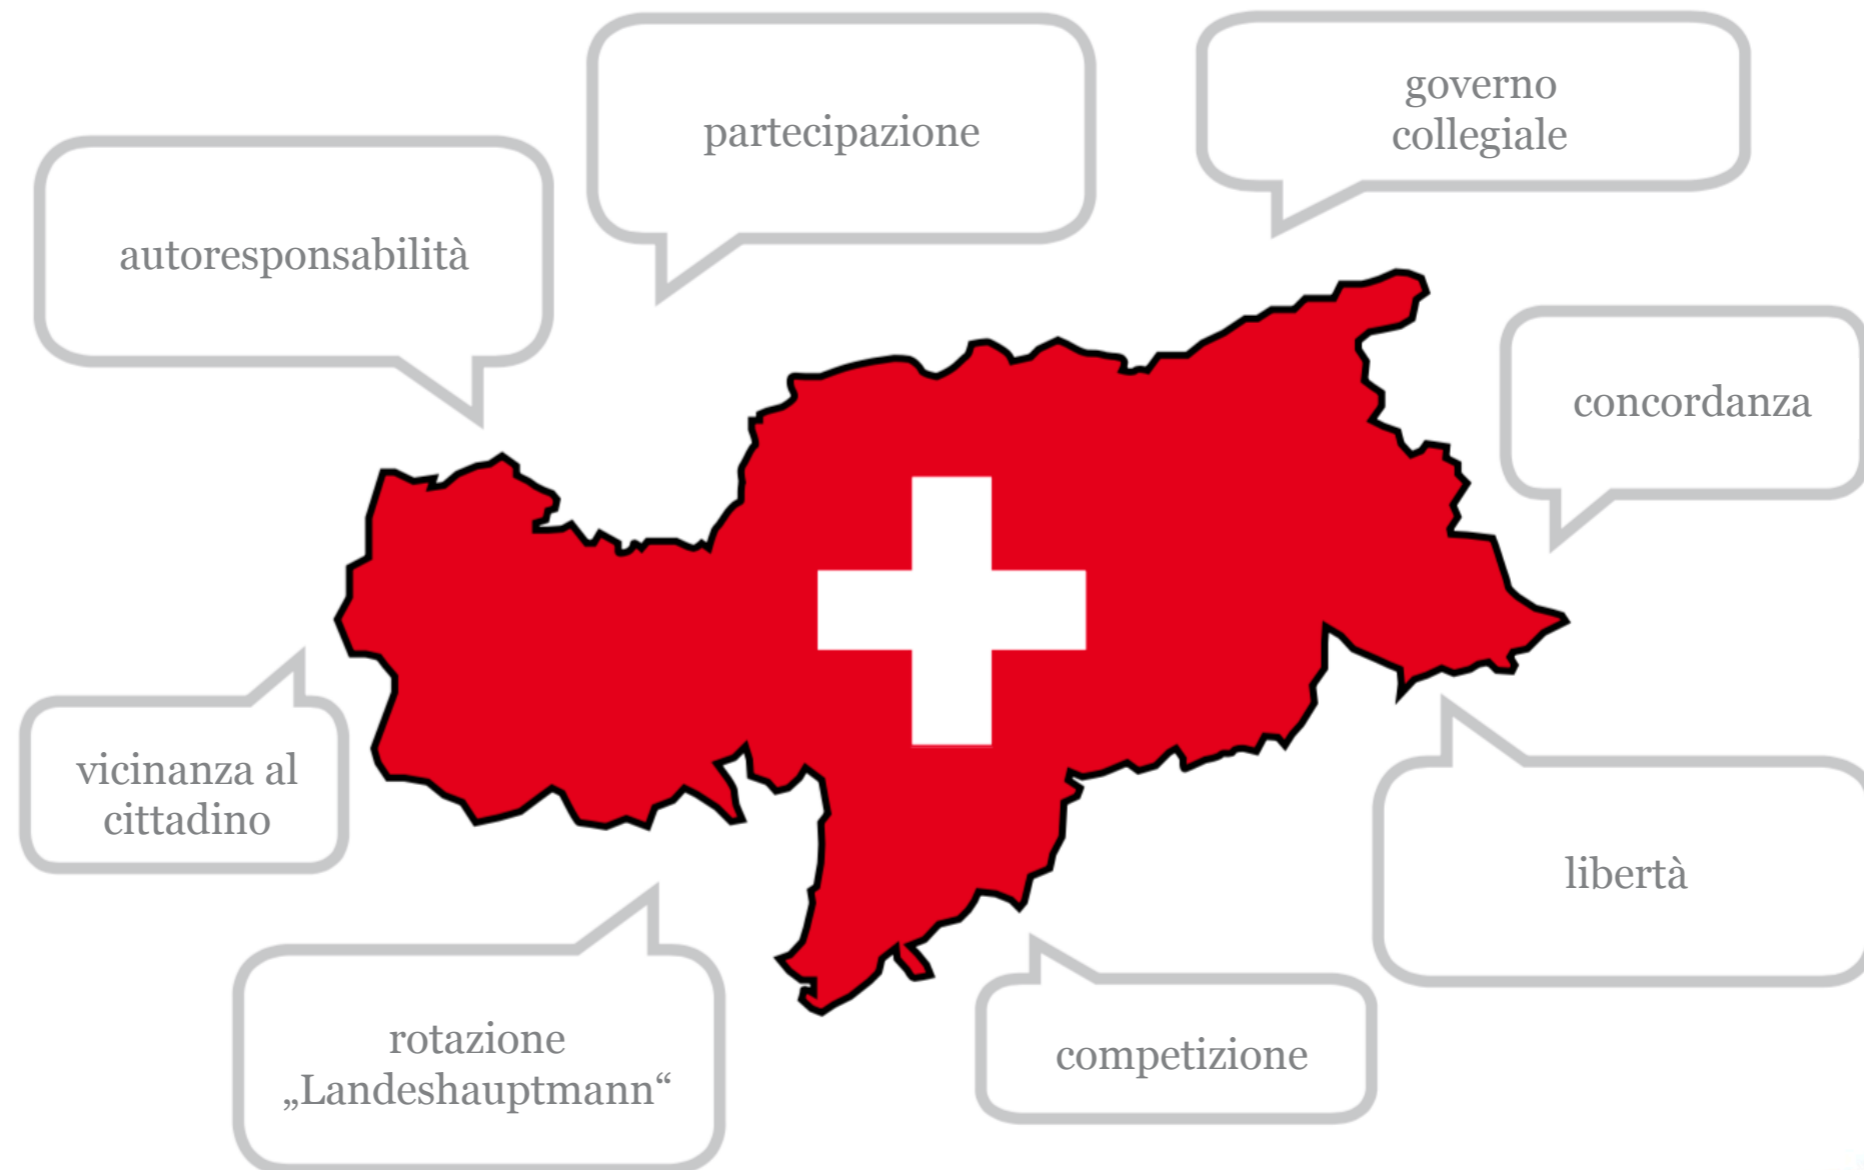 partecipazione
governo
collegiale
autoresponsabilità
concordanza
vicinanza al
cittadino
libertà
rotazione
„Landeshauptmann“
competizione